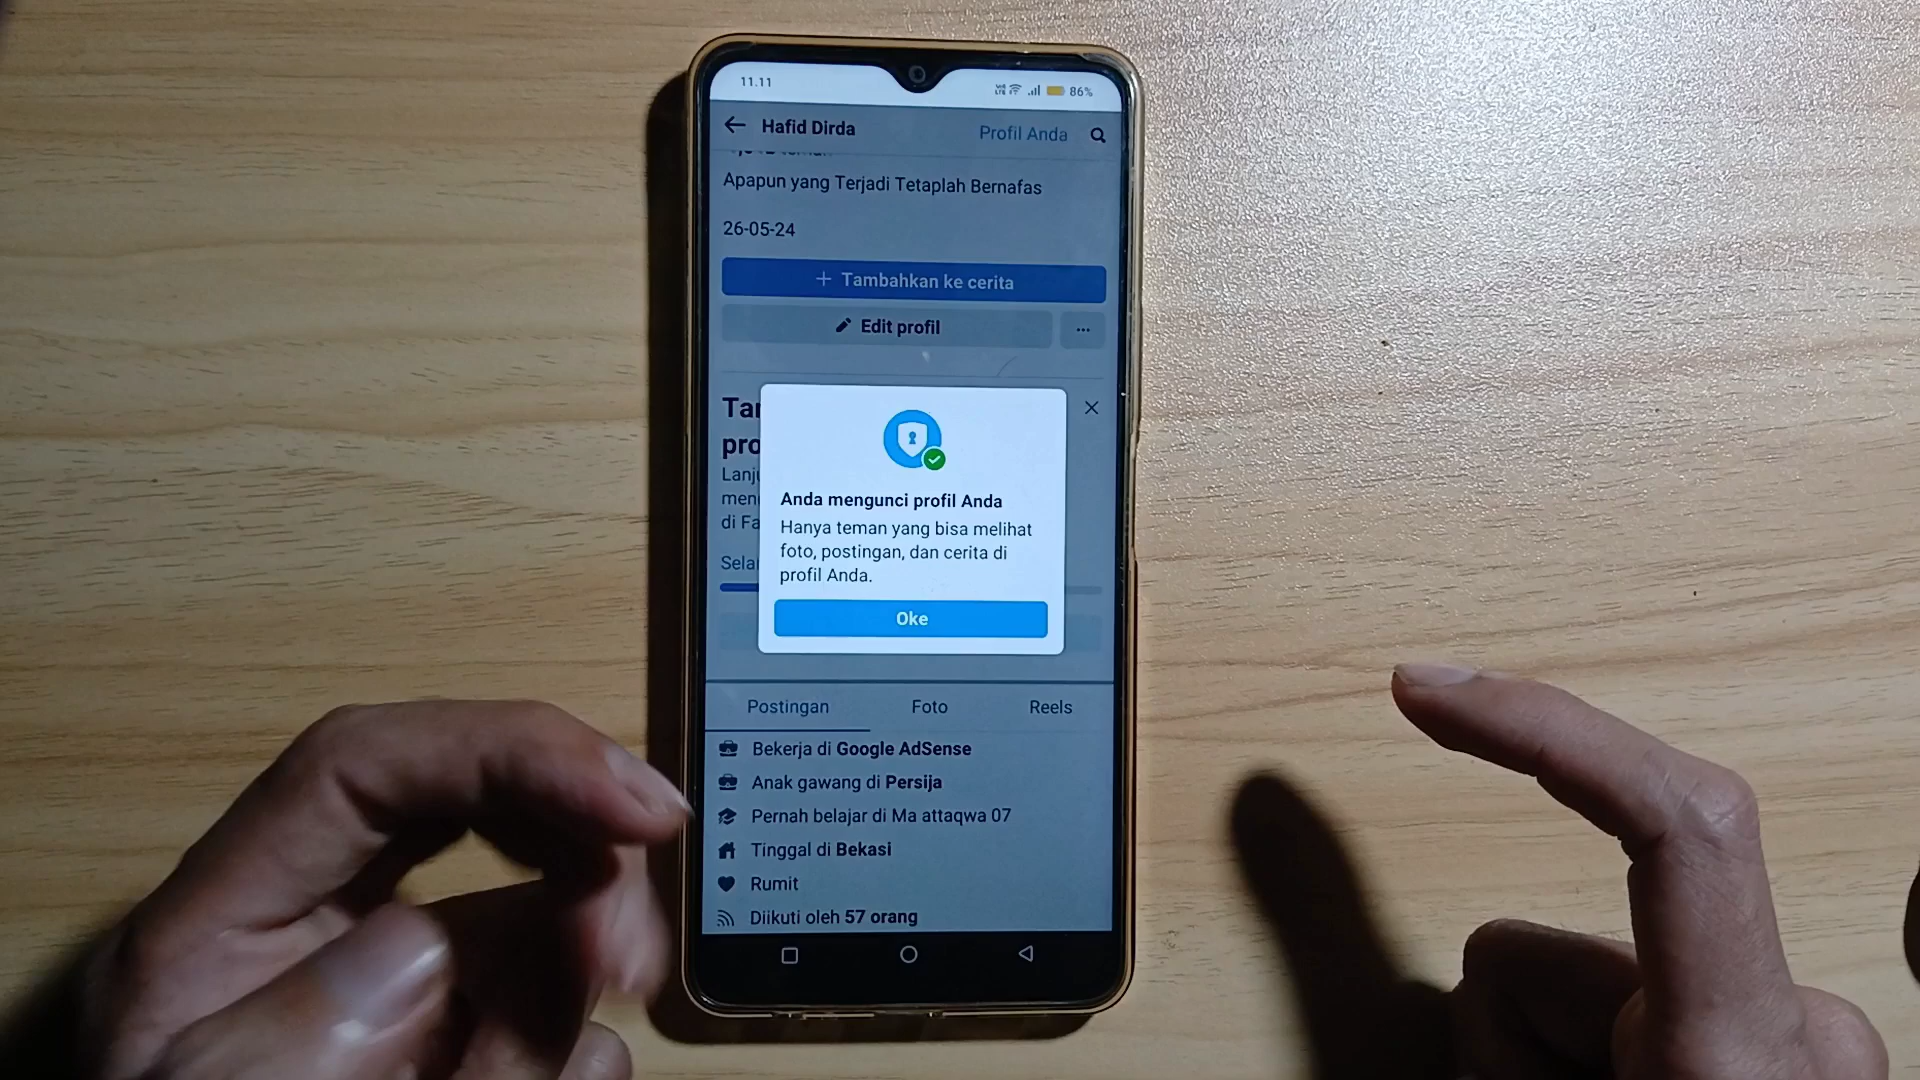 11.11
86%
Hafid Dirda
Profil Anda
Apapun yang Terjadi Tetaplah Bernafas
26-05-24
+ Tambahkan ke cerita
Edit profil
...
Anda mengunci profil Anda
Hanya teman yang bisa melihat
foto, postingan, dan cerita di
profil Anda.
Oke
Postingan Foto Reels
Bekerja di Google AdSense
Anak gawang di Persija
Pernah belajar di Ma attaqwa 07
Tinggal di Bekasi
Rumit
Diikuti oleh 57 orang